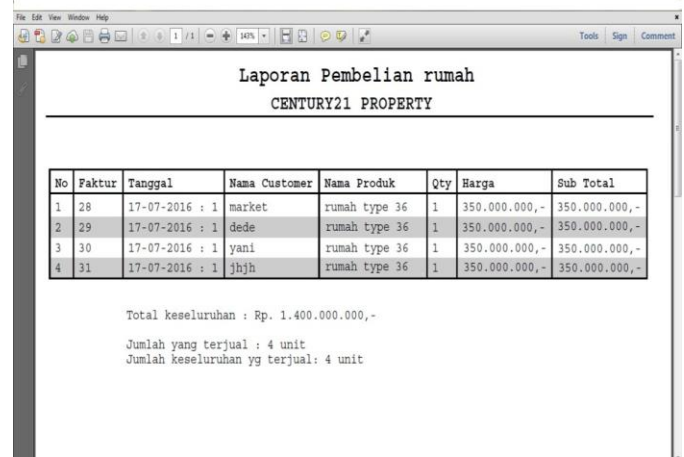 File Edit View Window Help
1 / 1 143% Tools Sign Comment
Laporan Pembelian rumah
CENTURY21 PROPERTY
No Faktur Tanggal Nama Customer Nama Produk Qty Harga Sub Total
1 28 17-07-2016 : 1 market rumah type 36 1 350.000.000,- 350.000.000,-
2 29 17-07-2016 : 1 dede rumah type 36 1 350.000.000,- 350.000.000,-
3 30 17-07-2016 : 1 yani rumah type 36 1 350.000.000,- 350.000.000,-
4 31 17-07-2016 : 1 jhjh rumah type 36 1 350.000.000,- 350.000.000,-
Total keseluruhan : Rp. 1.400.000.000,-
Jumlah yang terjual : 4 unit
Jumlah keseluruhan yg terjual: 4 unit